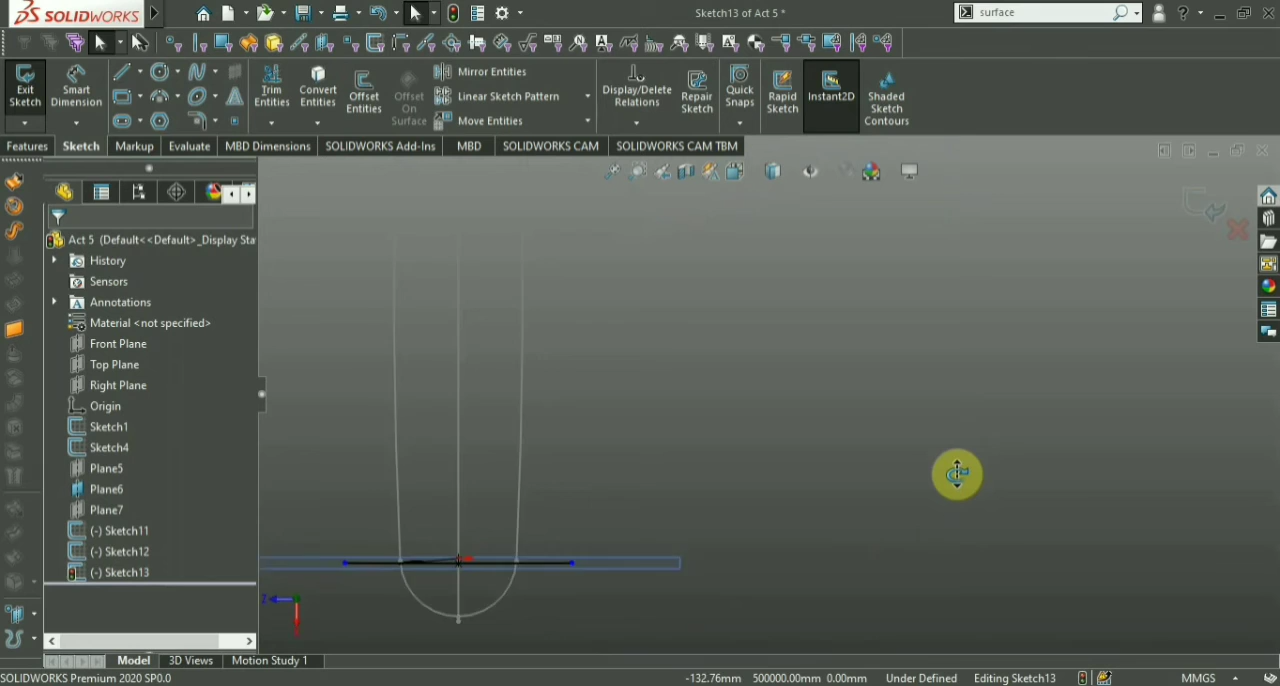 SOLIDWORKS
Sketch13 of Act 5 *
surface
Exit Sketch
Smart Dimension
Trim Entities
Convert Entities
Offset Entities
Offset On Surface
Mirror Entities
Linear Sketch Pattern
Move Entities
Display/Delete Relations
Repair Sketch
Quick Snaps
Rapid Sketch
Instant2D
Shaded Sketch Contours
Features
Sketch
Markup
Evaluate
MBD Dimensions
SOLIDWORKS Add-Ins
MBD
SOLIDWORKS CAM
SOLIDWORKS CAM TBM
Act 5 (Default<<Default>_Display Sta
History
Sensors
Annotations
Material <not specified>
Front Plane
Top Plane
Right Plane
Origin
Sketch1
Sketch4
Plane5
Plane6
Plane7
(-) Sketch11
(-) Sketch12
(-) Sketch13
Z
Model
3D Views
Motion Study 1
SOLIDWORKS Premium 2020 SP0.0
-132.76mm
500000.00mm
0.00mm
Under Defined
Editing Sketch13
MMGS